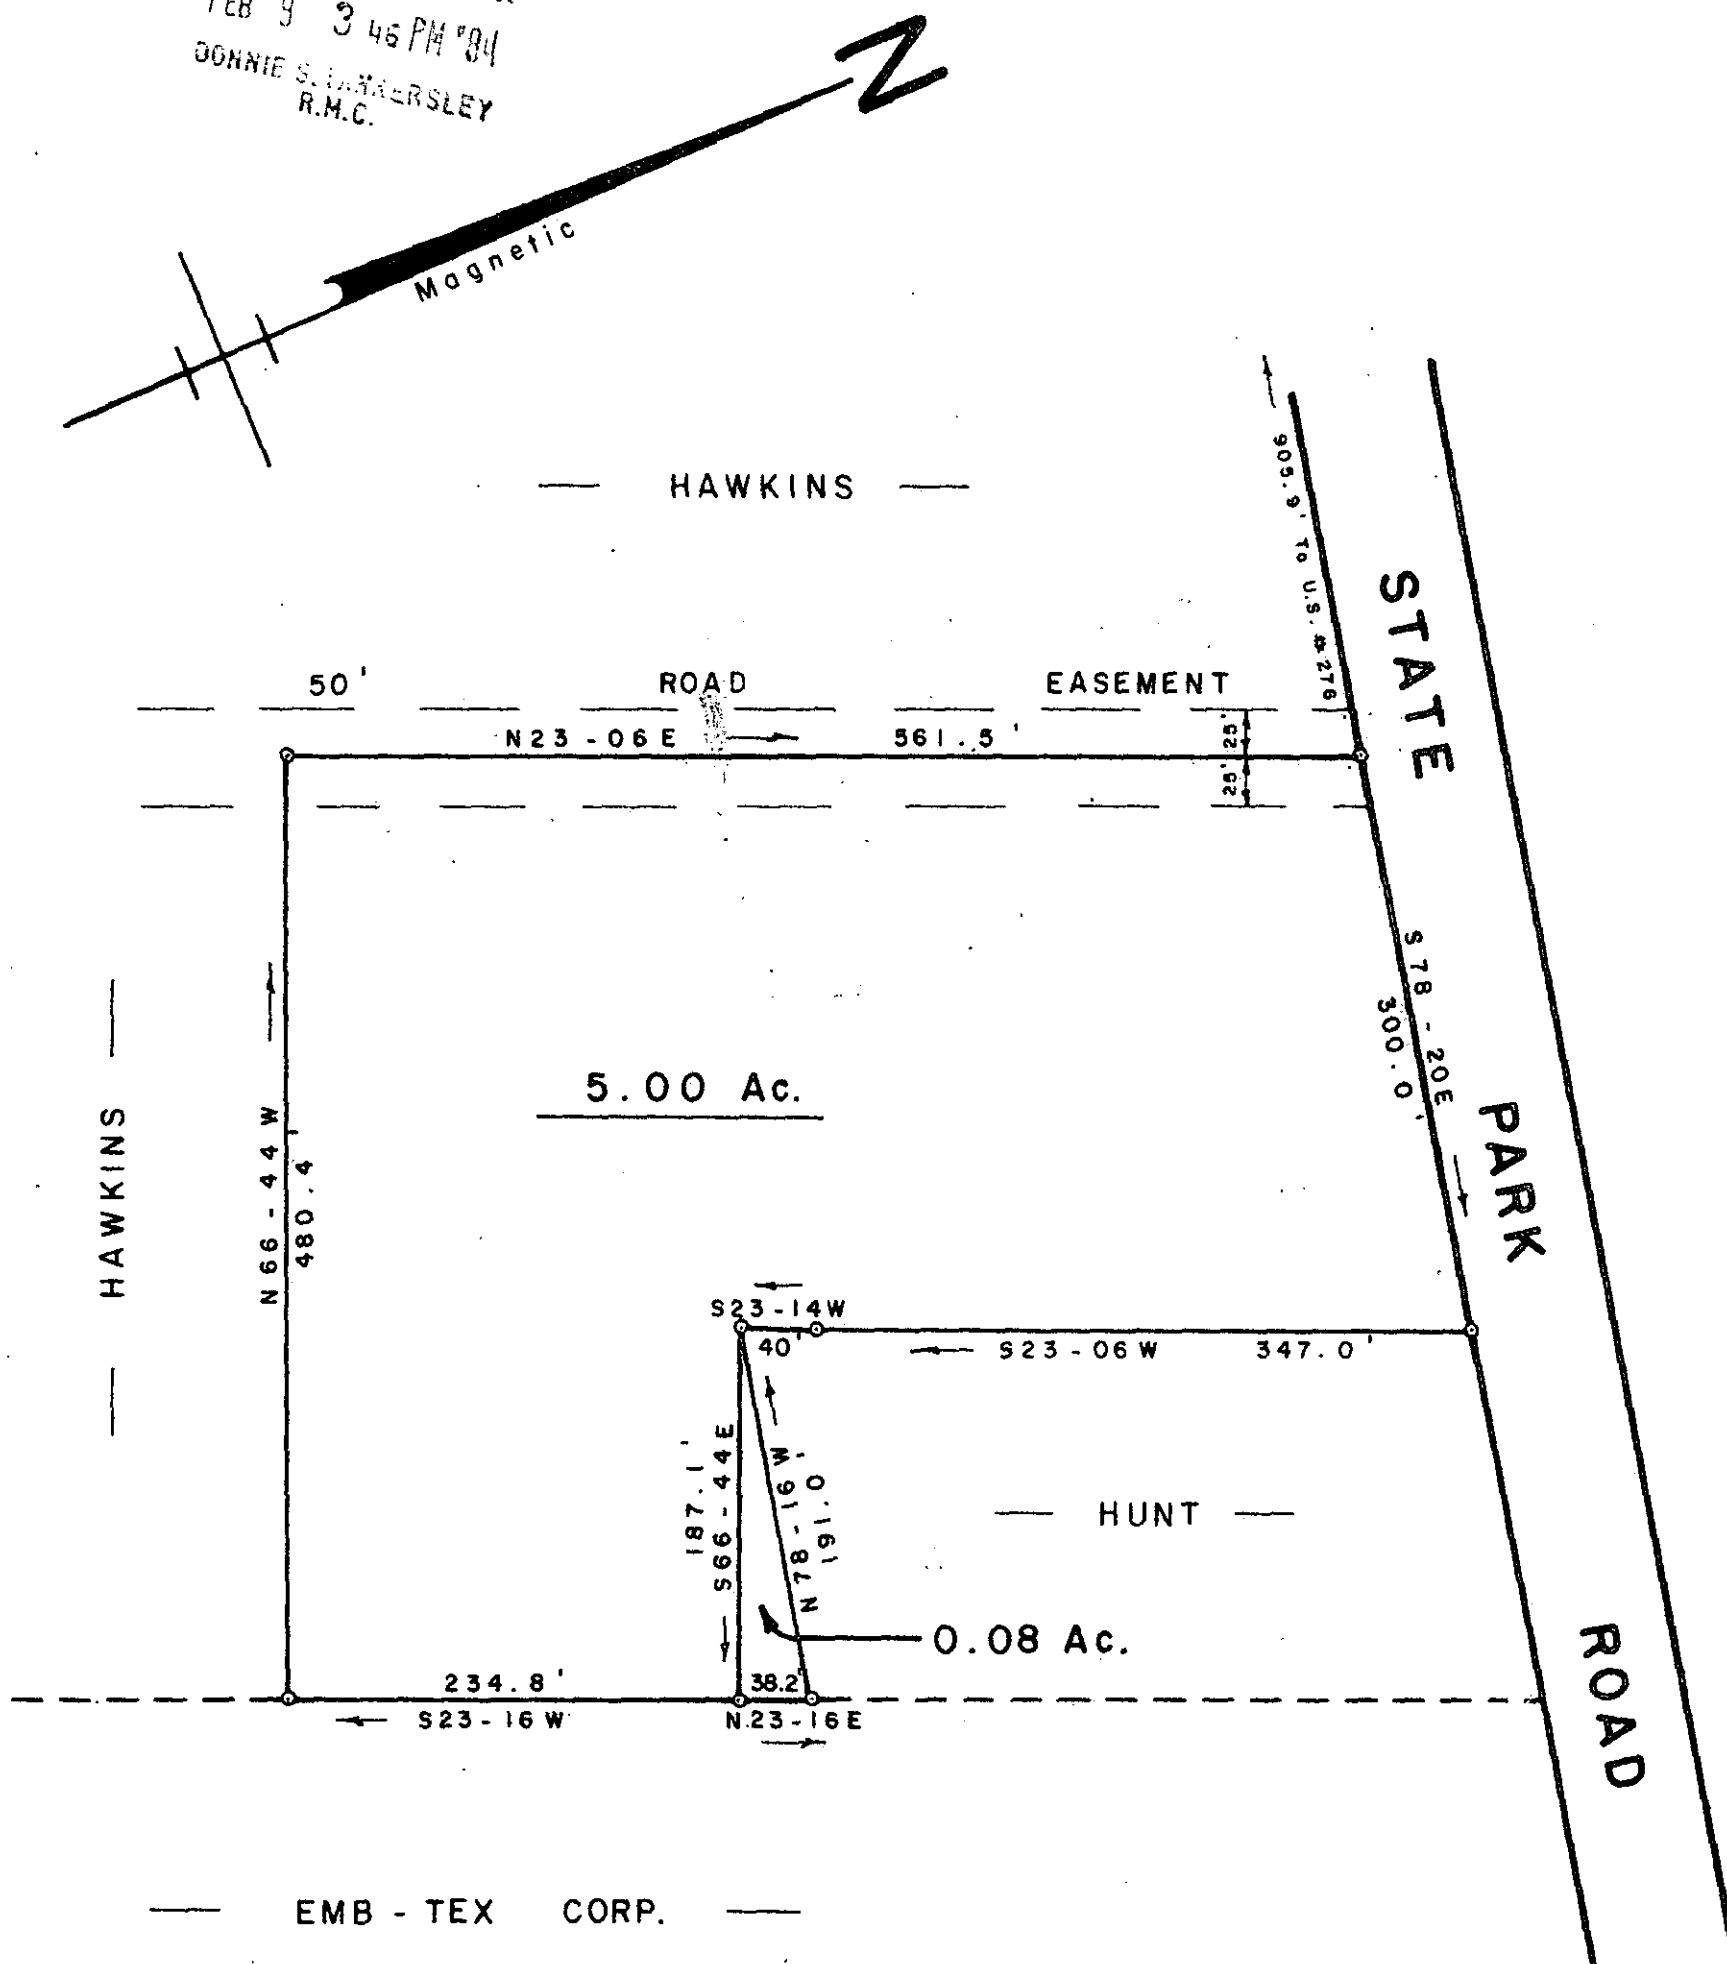 FEB 9 3 46 PM '84
DONNIE S. TANKERSLEY
R.M.C.
N
Magnetic
— HAWKINS —
905.9' To U.S. #276
STATE PARK ROAD
50' ROAD EASEMENT
N23-06E 561.5'
25'
25'
S78-20E
300.0'
— HAWKINS —
N66-44W
480.4'
5.00 Ac.
S23-14W
40'
S23-06W 347.0'
187.1'
S66-44E
N78-16W
191.0'
— HUNT —
0.08 Ac.
234.8'
38.2'
S23-16W
N.23-16E
— EMB-TEX CORP. —